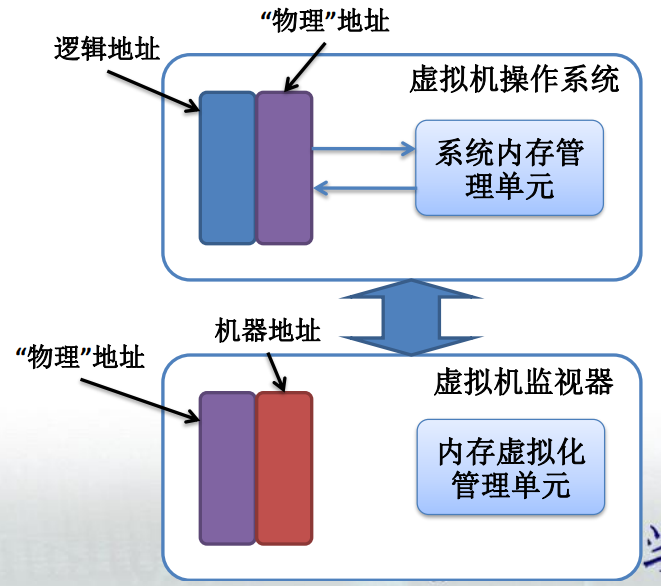 “物理”地址
逻辑地址
虚拟机操作系统
系统内存管
理单元
机器地址
“物理”地址
虚拟机监视器
内存虚拟化
管理单元